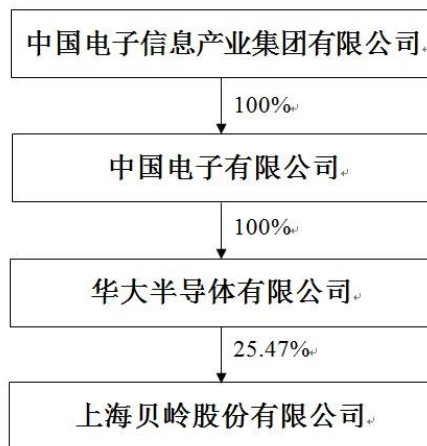 中国电子信息产业集团有限公司
100%
中国电子有限公司
100%
华大半导体有限公司
25.47%
上海贝岭股份有限公司